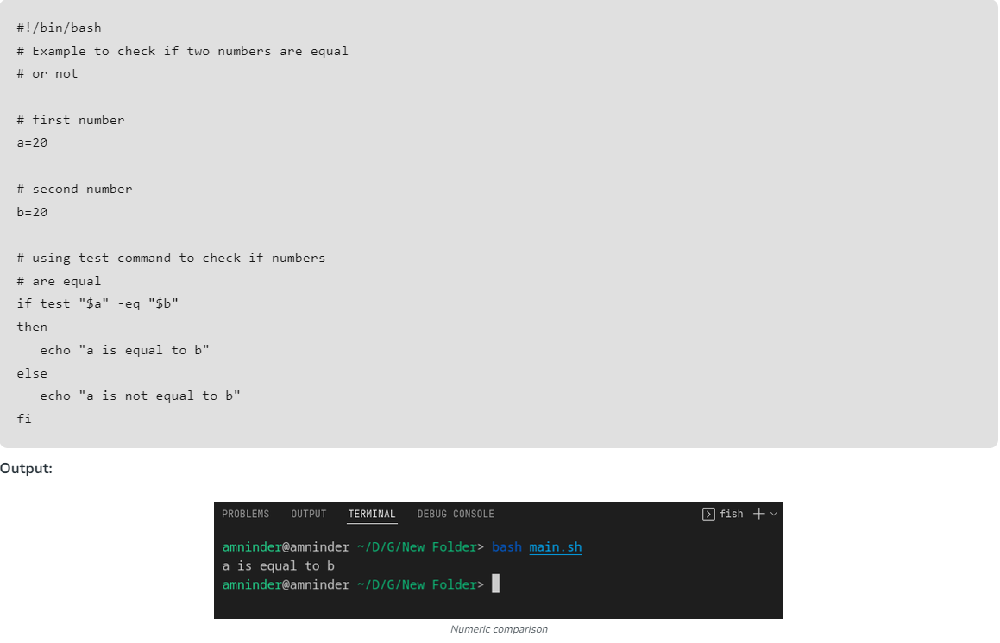 #!/bin/bash
# Example to check if two numbers are equal
# or not
# first number
a=20
# second number
b=20
# using test command to check if numbers
# are equal
if test "$a" -eq "$b"
then
   echo "a is equal to b"
else
   echo "a is not equal to b"
fi
Output:
PROBLEMS OUTPUT TERMINAL DEBUG CONSOLE fish
amninder@amninder ~/D/G/New Folder> bash main.sh
a is equal to b
amninder@amninder ~/D/G/New Folder>
Numeric comparison